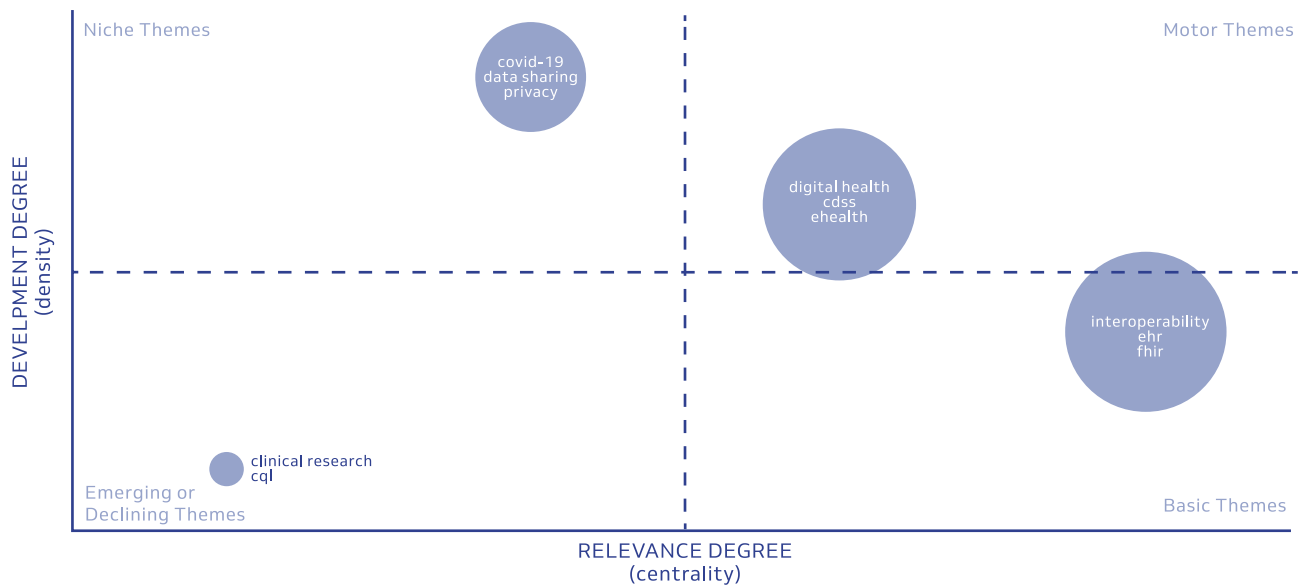 Niche Themes
Motor Themes
covid-19
data sharing
privacy
digital health
cdss
ehealth
DEVELPMENT DEGREE
(density)
interoperability
ehr
fhir
clinical research
cql
Emerging or
Declining Themes
Basic Themes
RELEVANCE DEGREE
(centrality)